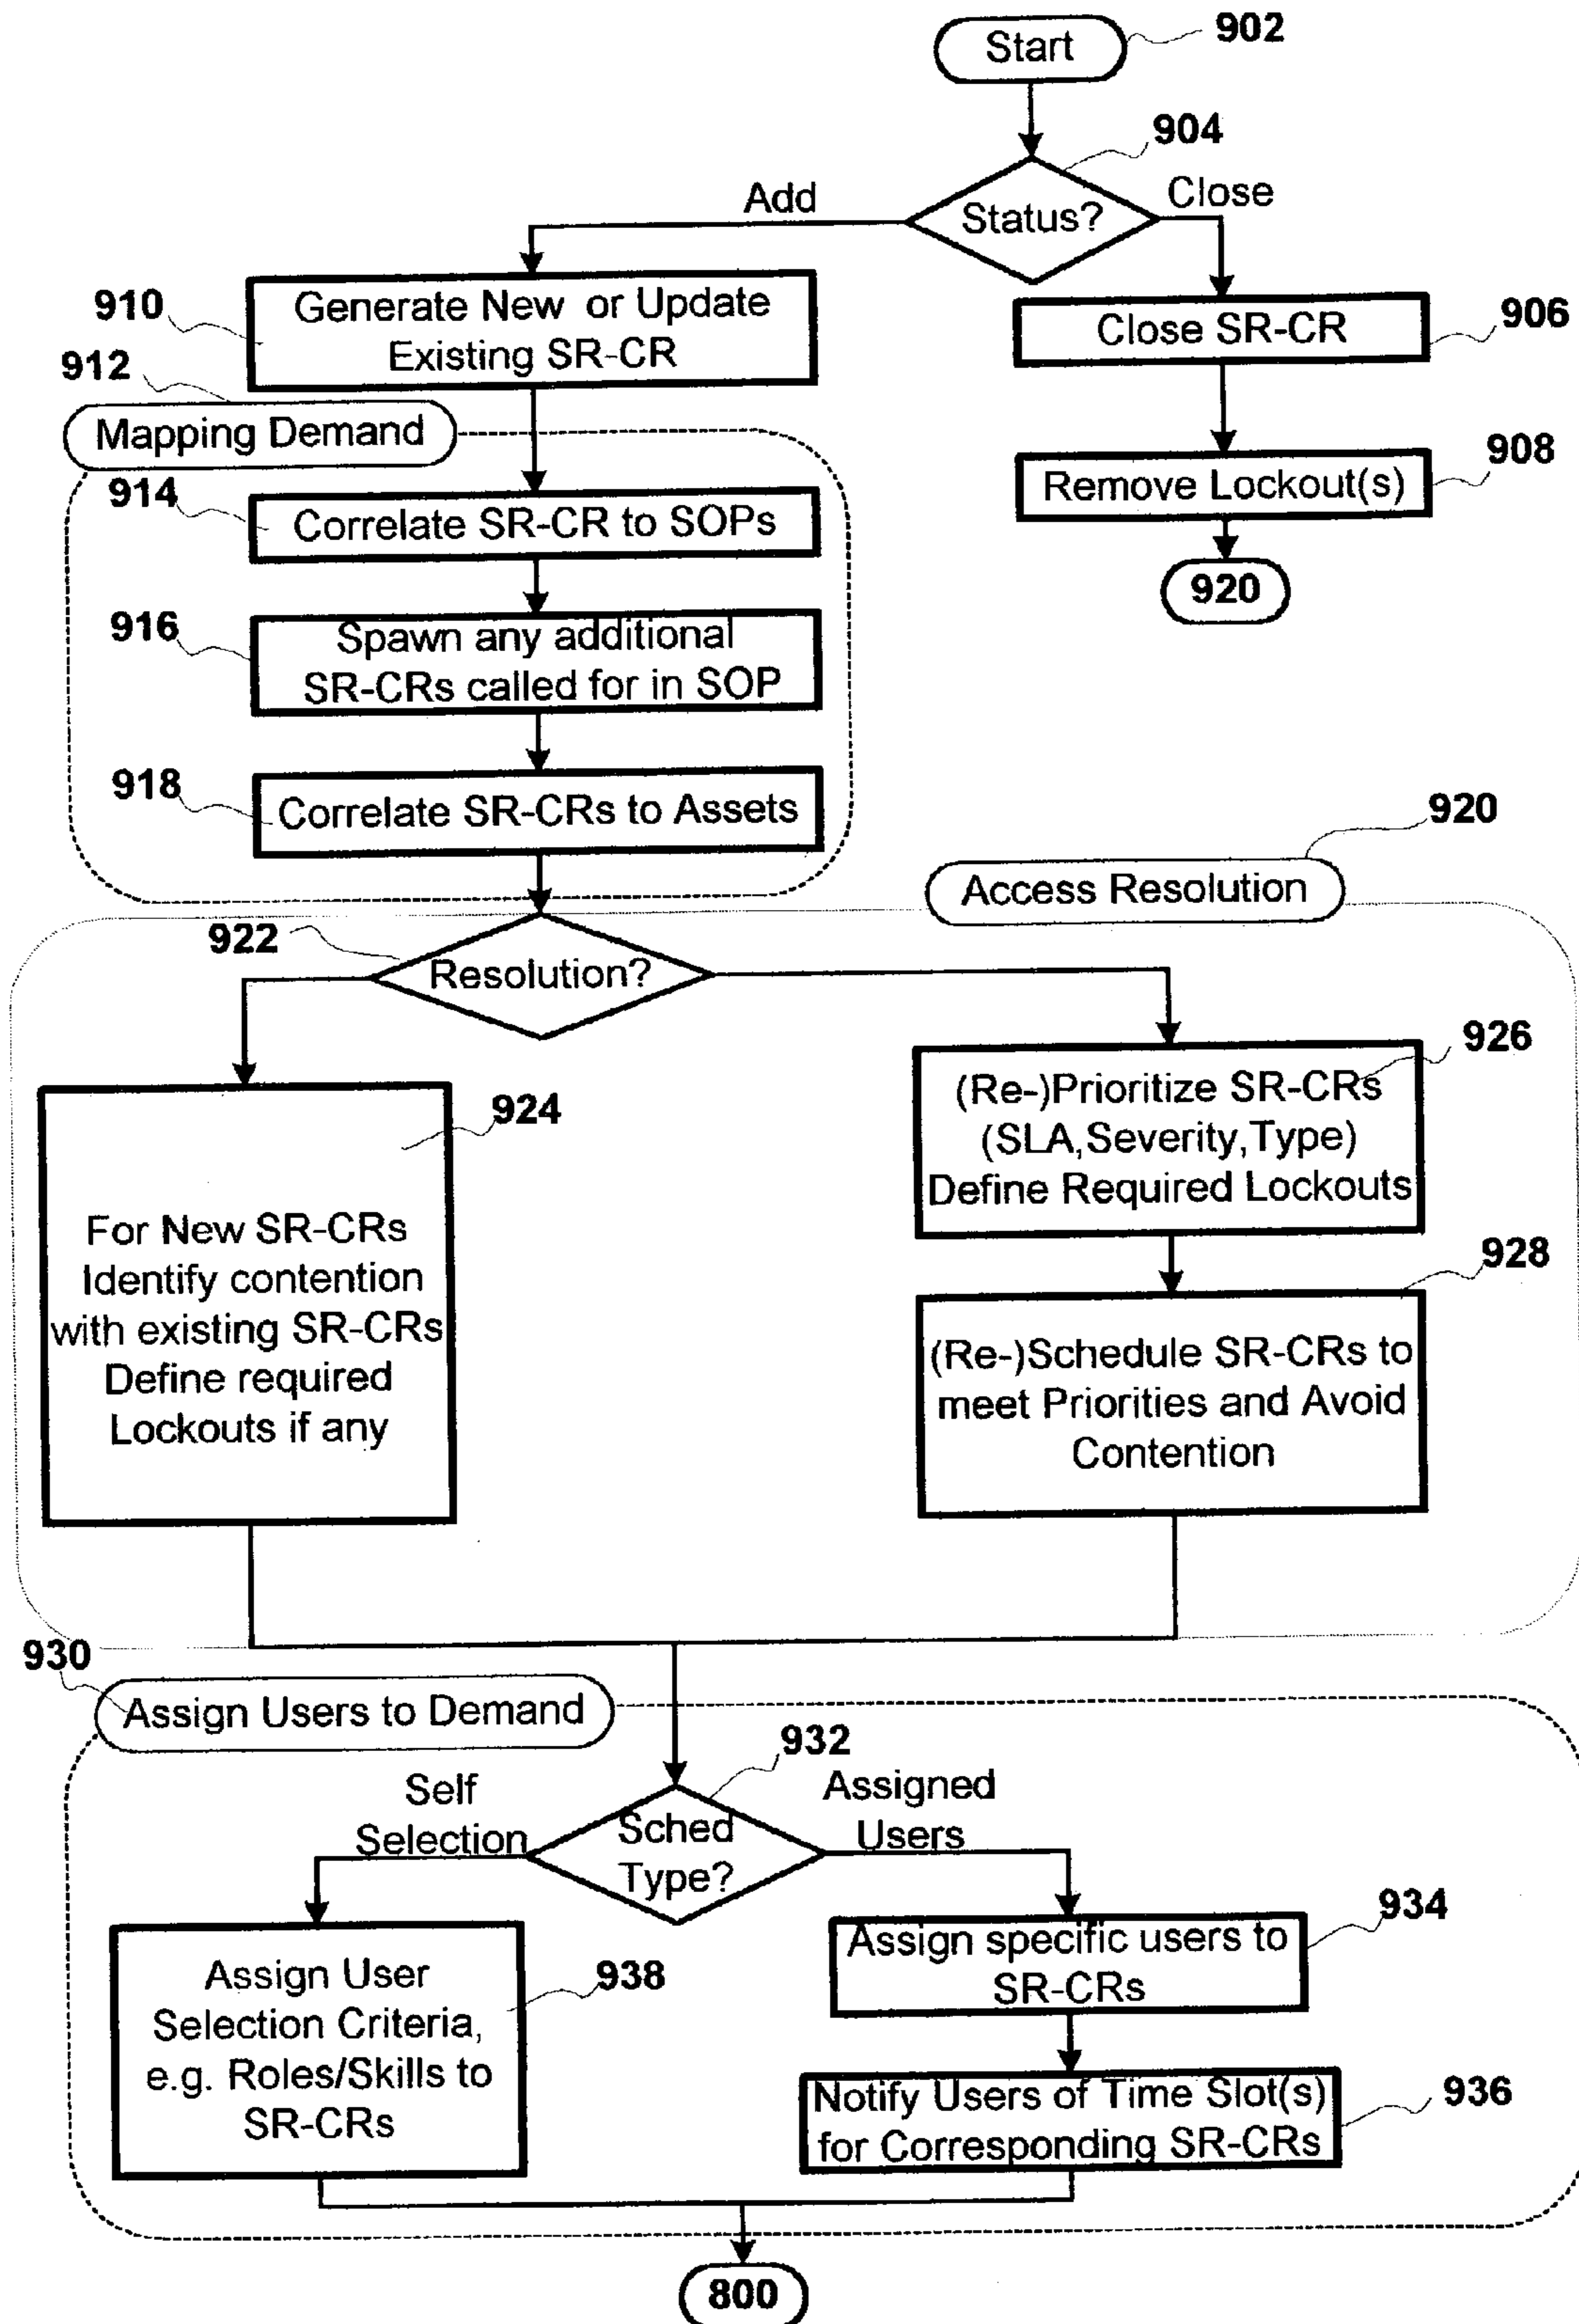 Start
902
904
Add
Status?
Close
910
Generate New or Update
Existing SR-CR
Close SR-CR
906
912
Mapping Demand
908
Remove Lockout(s)
914
Correlate SR-CR to SOPs
920
916
Spawn any additional
SR-CRs called for in SOP
918
Correlate SR-CRs to Assets
920
Access Resolution
922
Resolution?
926
(Re-)Prioritize SR-CRs
(SLA,Severity,Type)
Define Required Lockouts
924
For New SR-CRs
Identify contention
with existing SR-CRs
Define required
Lockouts if any
928
(Re-)Schedule SR-CRs to
meet Priorities and Avoid
Contention
930
Assign Users to Demand
932
Self
Selection
Sched
Type?
Assigned
Users
934
Assign specific users to
SR-CRs
938
Assign User
Selection Criteria,
e.g. Roles/Skills to
SR-CRs
936
Notify Users of Time Slot(s)
for Corresponding SR-CRs
800